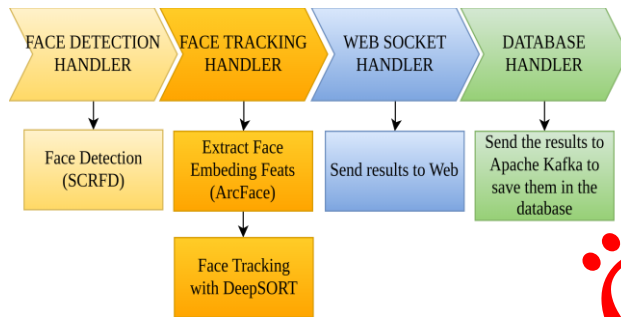 FACE DETECTION
HANDLER
FACE TRACKING
HANDLER
WEB SOCKET
HANDLER
DATABASE
HANDLER
Face Detection
(SCRFD)
Extract Face
Embeding Feats
(ArcFace)
Send results to Web
Send the results to
Apache Kafka to
save them in the
database
Face Tracking
with DeepSORT